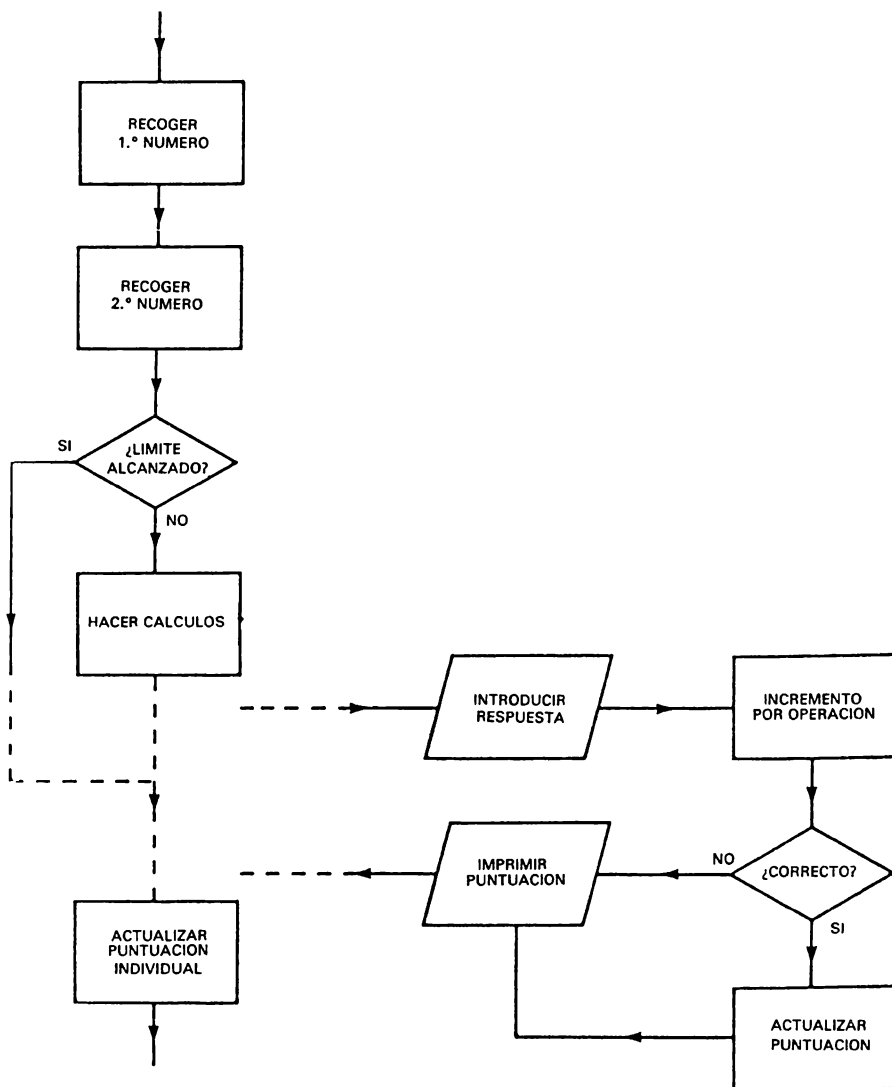 RECOGER
1.º NUMERO
RECOGER
2.º NUMERO
SI
¿LIMITE
ALCANZADO?
NO
HACER CALCULOS
INTRODUCIR
RESPUESTA
INCREMENTO
POR OPERACION
IMPRIMIR
PUNTUACION
NO
¿CORRECTO?
SI
ACTUALIZAR
PUNTUACION
INDIVIDUAL
ACTUALIZAR
PUNTUACION